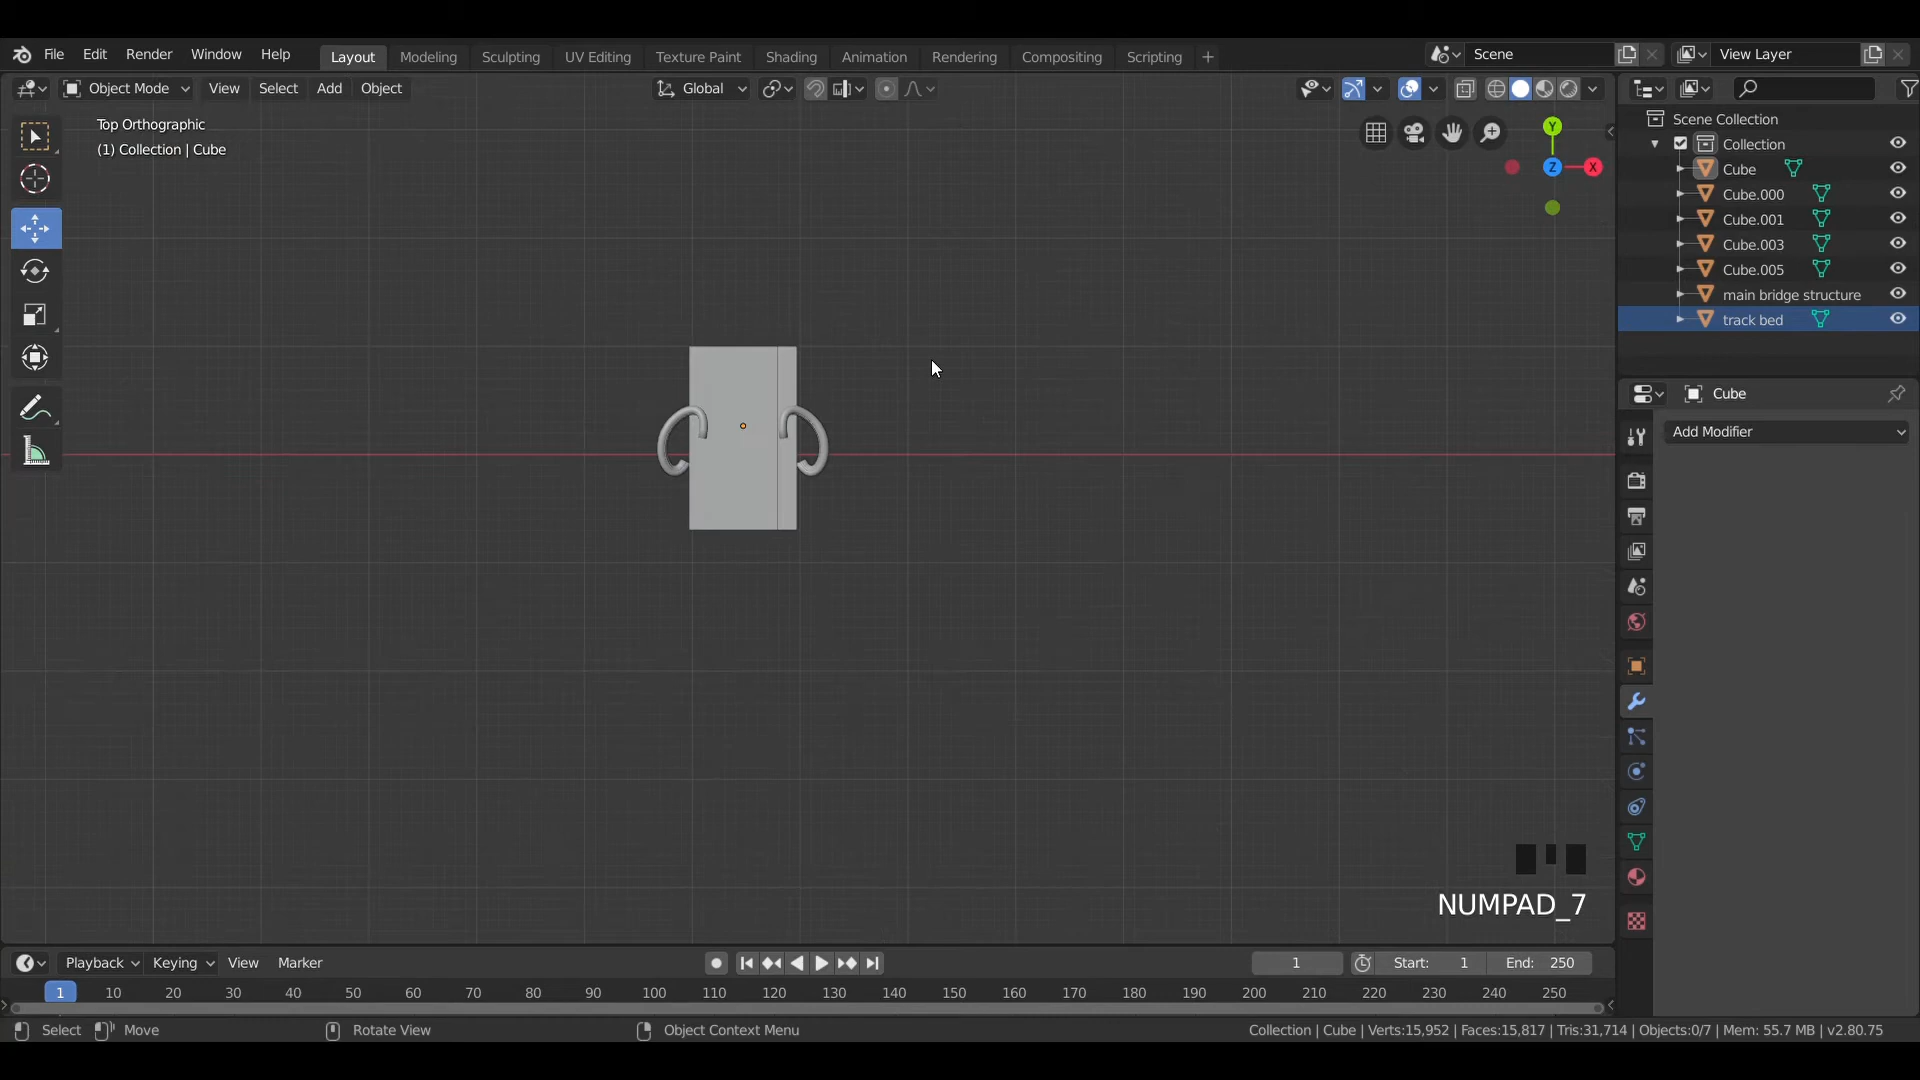 File Edit Render Window Help Layout Modeling Sculpting UV Editing Texture Paint Shading Animation Rendering Compositing Scripting + Scene View Layer
Object Mode View Select Add Object Global
Top Orthographic
(1) Collection | Cube
Y
Z
X
Scene Collection
Collection
Cube
Cube.000
Cube.001
Cube.003
Cube.005
main bridge structure
track bed
Cube
Add Modifier
NUMPAD_7
Playback Keying View Marker 1 Start: 1 End: 250
1 10 20 30 40 50 60 70 80 90 100 110 120 130 140 150 160 170 180 190 200 210 220 230 240 250
Select Move Rotate View Object Context Menu Collection | Cube | Verts:15,952 | Faces:15,817 | Tris:31,714 | Objects:0/7 | Mem: 55.7 MB | v2.80.75